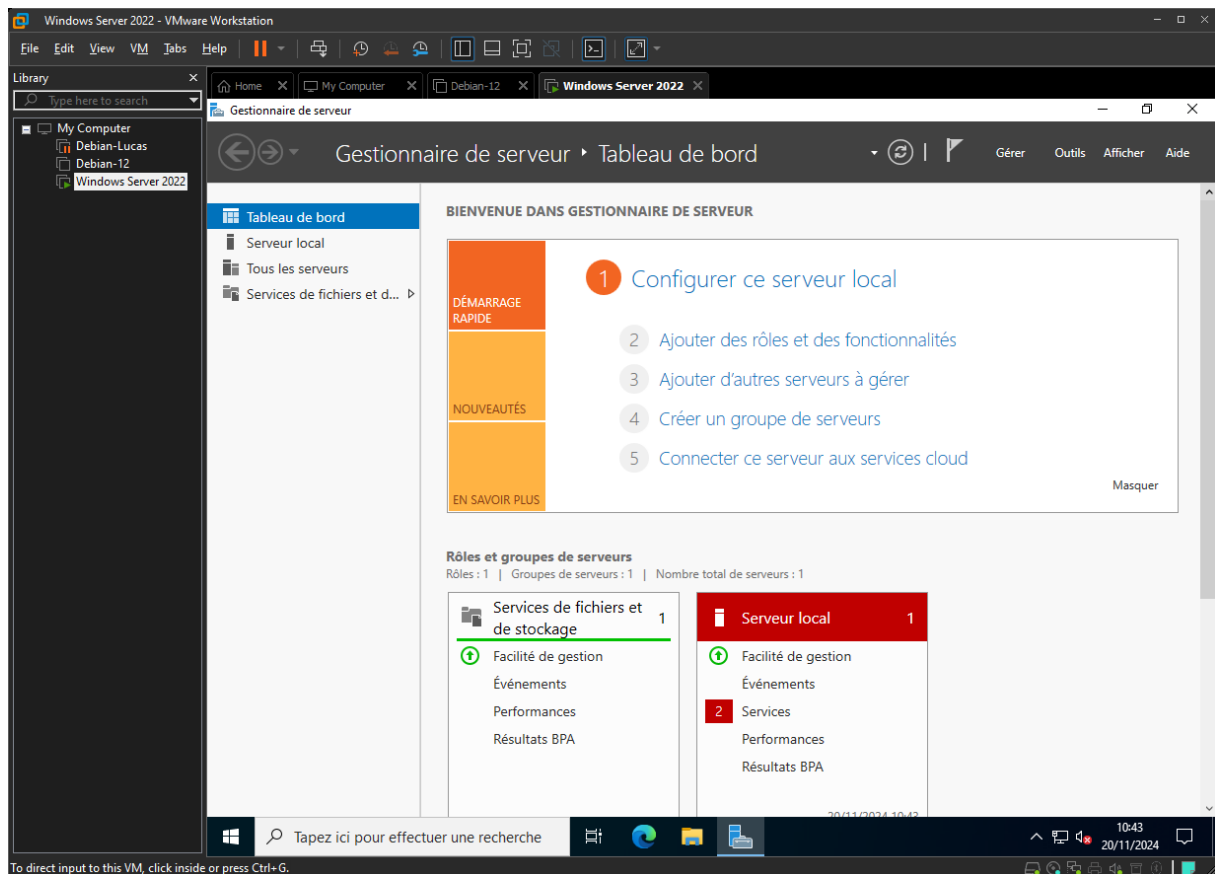 Windows Server 2022 - VMware Workstation
File Edit View VM Tabs Help
Library
Type here to search
My Computer
Debian-Lucas
Debian-12
Windows Server 2022
Home
My Computer
Debian-12
Windows Server 2022
Gestionnaire de serveur
Gestionnaire de serveur
Tableau de bord
Gérer Outils Afficher Aide
Tableau de bord
Serveur local
Tous les serveurs
Services de fichiers et d...
BIENVENUE DANS GESTIONNAIRE DE SERVEUR
DÉMARRAGE
RAPIDE
NOUVEAUTÉS
EN SAVOIR PLUS
1 Configurer ce serveur local
2 Ajouter des rôles et des fonctionnalités
3 Ajouter d'autres serveurs à gérer
4 Créer un groupe de serveurs
5 Connecter ce serveur aux services cloud
Masquer
Rôles et groupes de serveurs
Rôles : 1 | Groupes de serveurs : 1 | Nombre total de serveurs : 1
Services de fichiers et
de stockage
1
Facilité de gestion
Événements
Performances
Résultats BPA
Serveur local 1
Facilité de gestion
Événements
2 Services
Performances
Résultats BPA
20/11/2024 10:43
Tapez ici pour effectuer une recherche
10:43
20/11/2024
To direct input to this VM, click inside or press Ctrl+G.